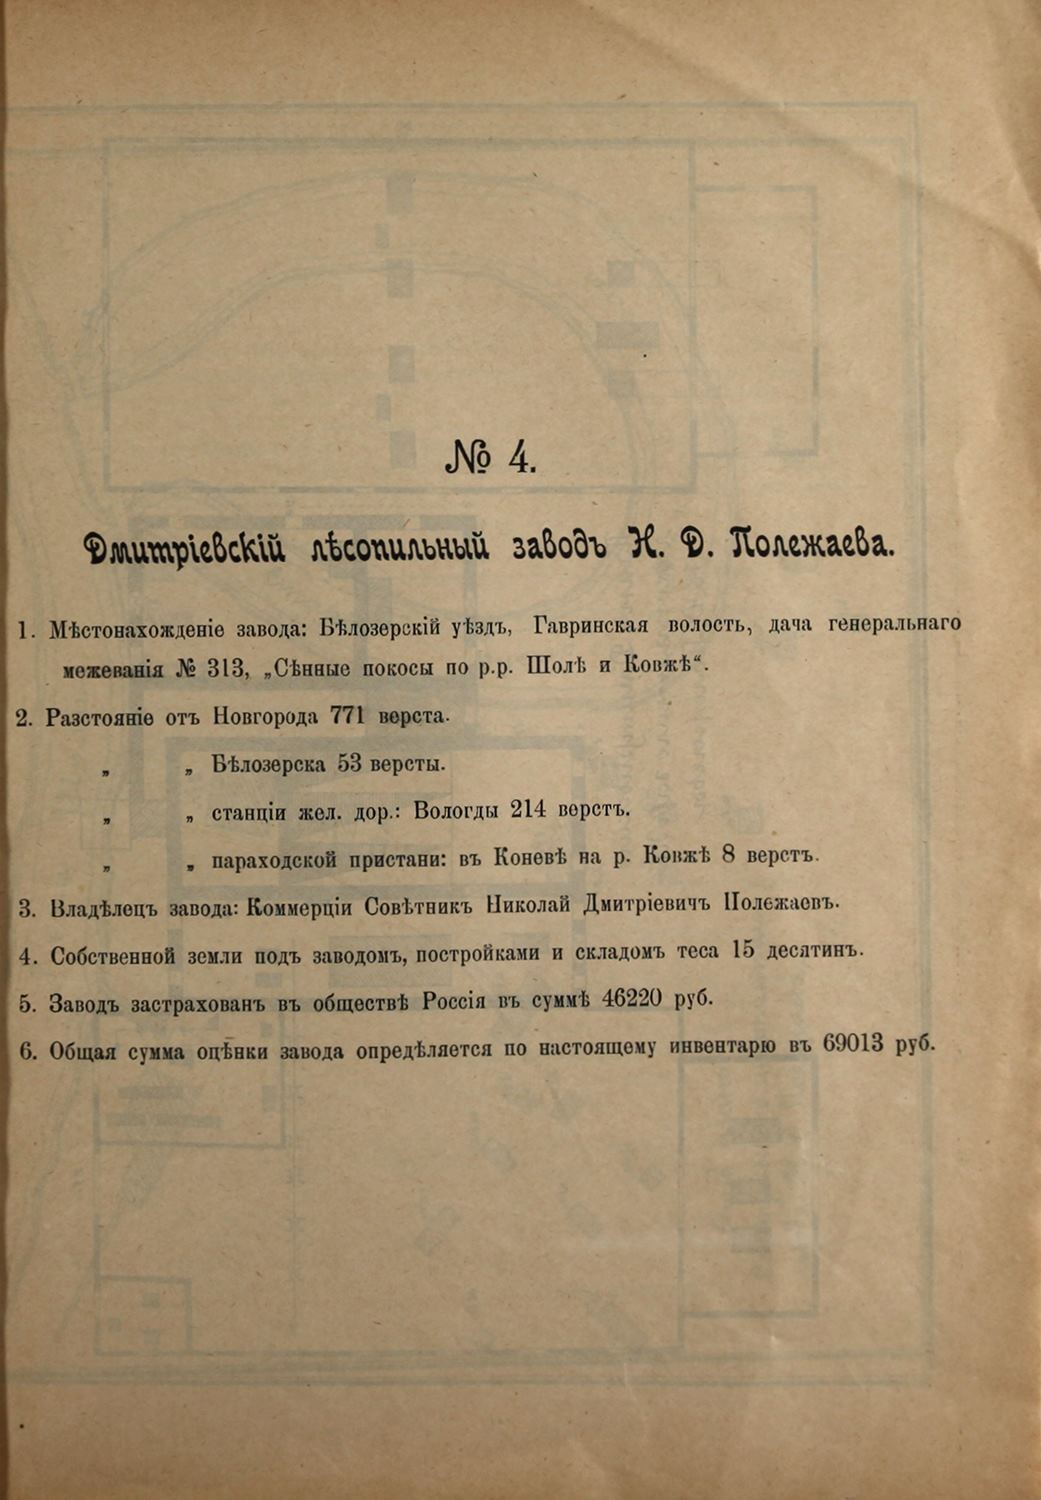 № 4.
Дмитріевскій лѣсопильный заводъ Н. Д. Полежаева.
1. Мѣстонахожденіе завода: Бѣлозерскій уѣздъ, Гавринская волость, дача генеральнаго
межеванія № 313, „Сѣнные покосы по р.р. Шолѣ и Ковжѣ“.
2. Разстояніе отъ Новгорода 771 верста.
„ „ Бѣлозерска 53 версты.
„ „ станціи жел. дор.: Вологды 214 верстъ.
„ „ параходской пристани: въ Коневѣ на р. Ковжѣ 8 верстъ.
3. Владѣлецъ завода: Коммерціи Совѣтникъ Николай Дмитріевичъ Полежаевъ.
4. Собственной земли подъ заводомъ, постройками и складомъ теса 15 десятинъ.
5. Заводъ застрахованъ въ обществѣ Россія въ суммѣ 46220 руб.
6. Общая сумма оцѣнки завода опредѣляется по настоящему инвентарю въ 69013 руб.